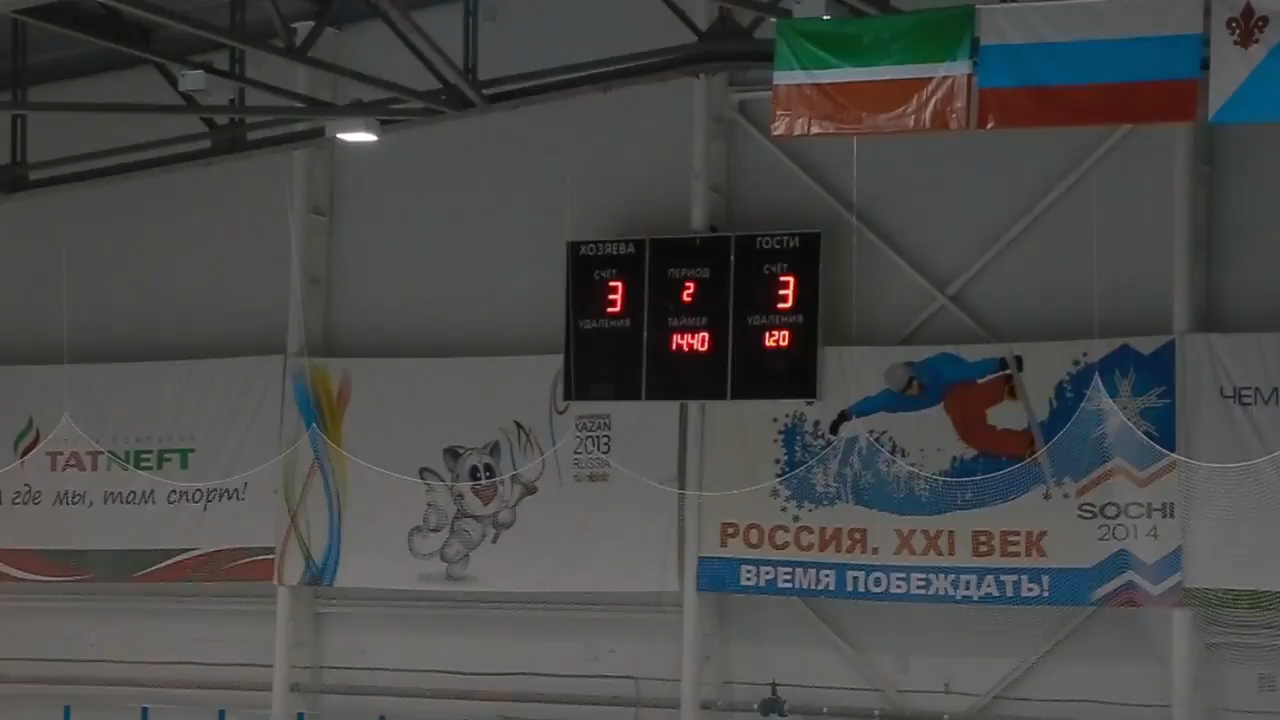 ХОЗЯЕВА
СЧЁТ
3
УДАЛЕНИЯ
ПЕРИОД
2
ТАЙМЕР
14:40
ГОСТИ
СЧЁТ
3
УДАЛЕНИЯ
1.20
TATNEFT
где мы, там спорт!
KAZAN
2013
RUSSIA
РОССИЯ. XXI ВЕК
ВРЕМЯ ПОБЕЖДАТЬ!
SOCHI
2014
ЧЕМ